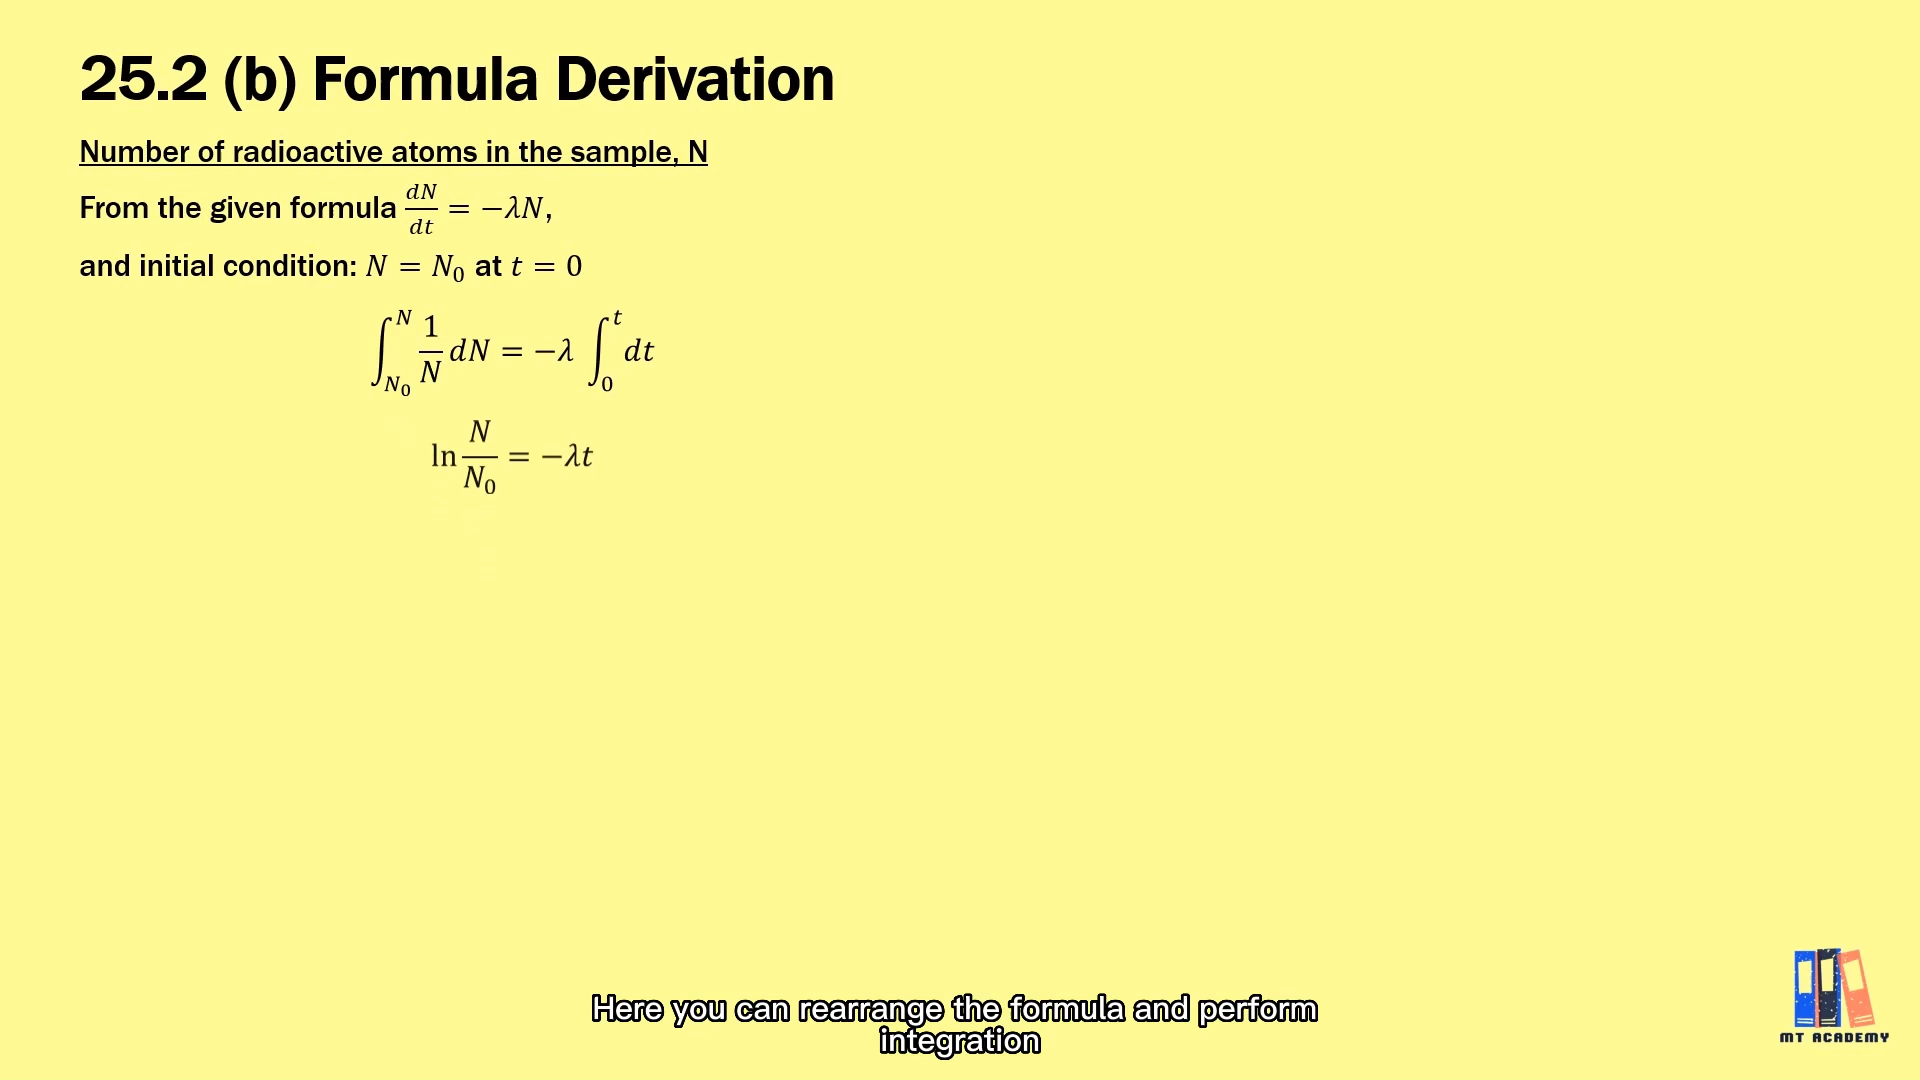 25.2 (b) Formula Derivation
Number of radioactive atoms in the sample, N
From the given formula dN/dt = −λN,
and initial condition: N = N₀ at t = 0
∫_{N₀}^{N} 1/N dN = −λ ∫_{0}^{t} dt
ln N/N₀ = −λt
Here you can rearrange the formula and perform
integration
MT ACADEMY